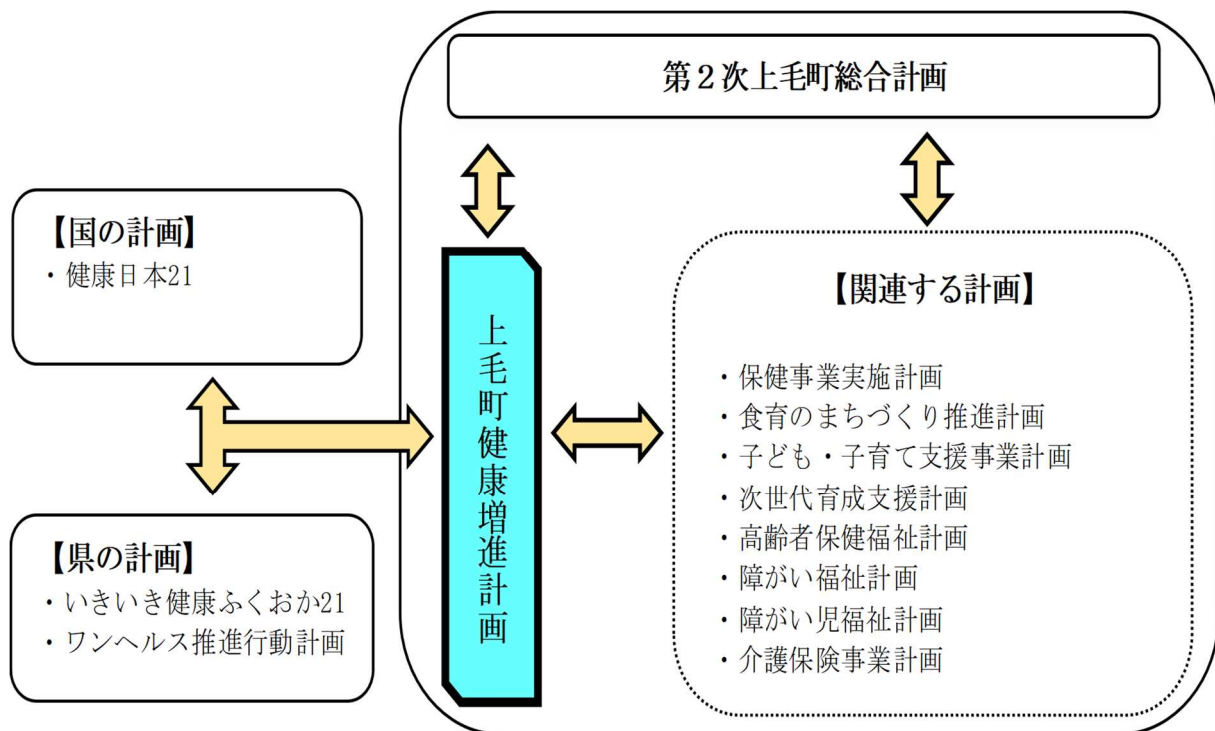 第２次上毛町総合計画
【国の計画】
・健康日本21
【県の計画】
・いきいき健康ふくおか21
・ワンヘルス推進行動計画
上毛町健康増進計画
【関連する計画】
・保健事業実施計画
・食育のまちづくり推進計画
・子ども・子育て支援事業計画
・次世代育成支援計画
・高齢者保健福祉計画
・障がい福祉計画
・障がい児福祉計画
・介護保険事業計画